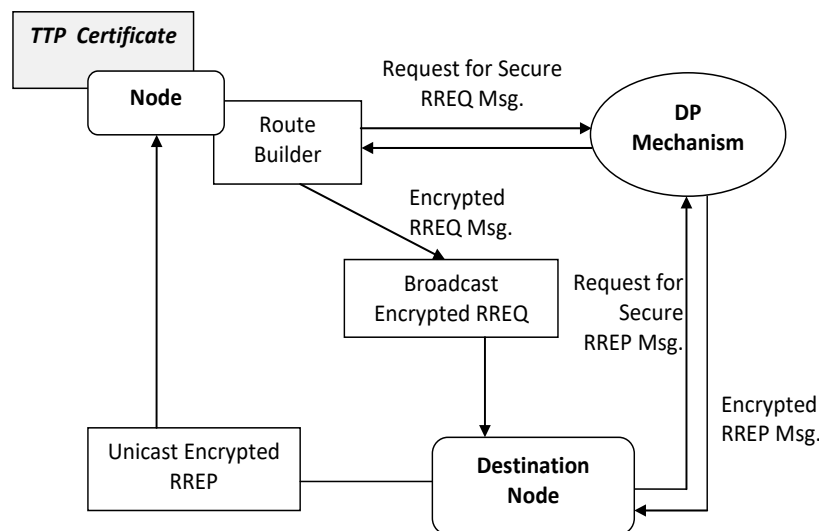 TTP Certificate
Node
Route
Builder
Request for Secure
RREQ Msg.
DP
Mechanism
Encrypted
RREQ Msg.
Broadcast
Encrypted RREQ
Request for
Secure
RREP Msg.
Encrypted
RREP Msg.
Unicast Encrypted
RREP
Destination
Node